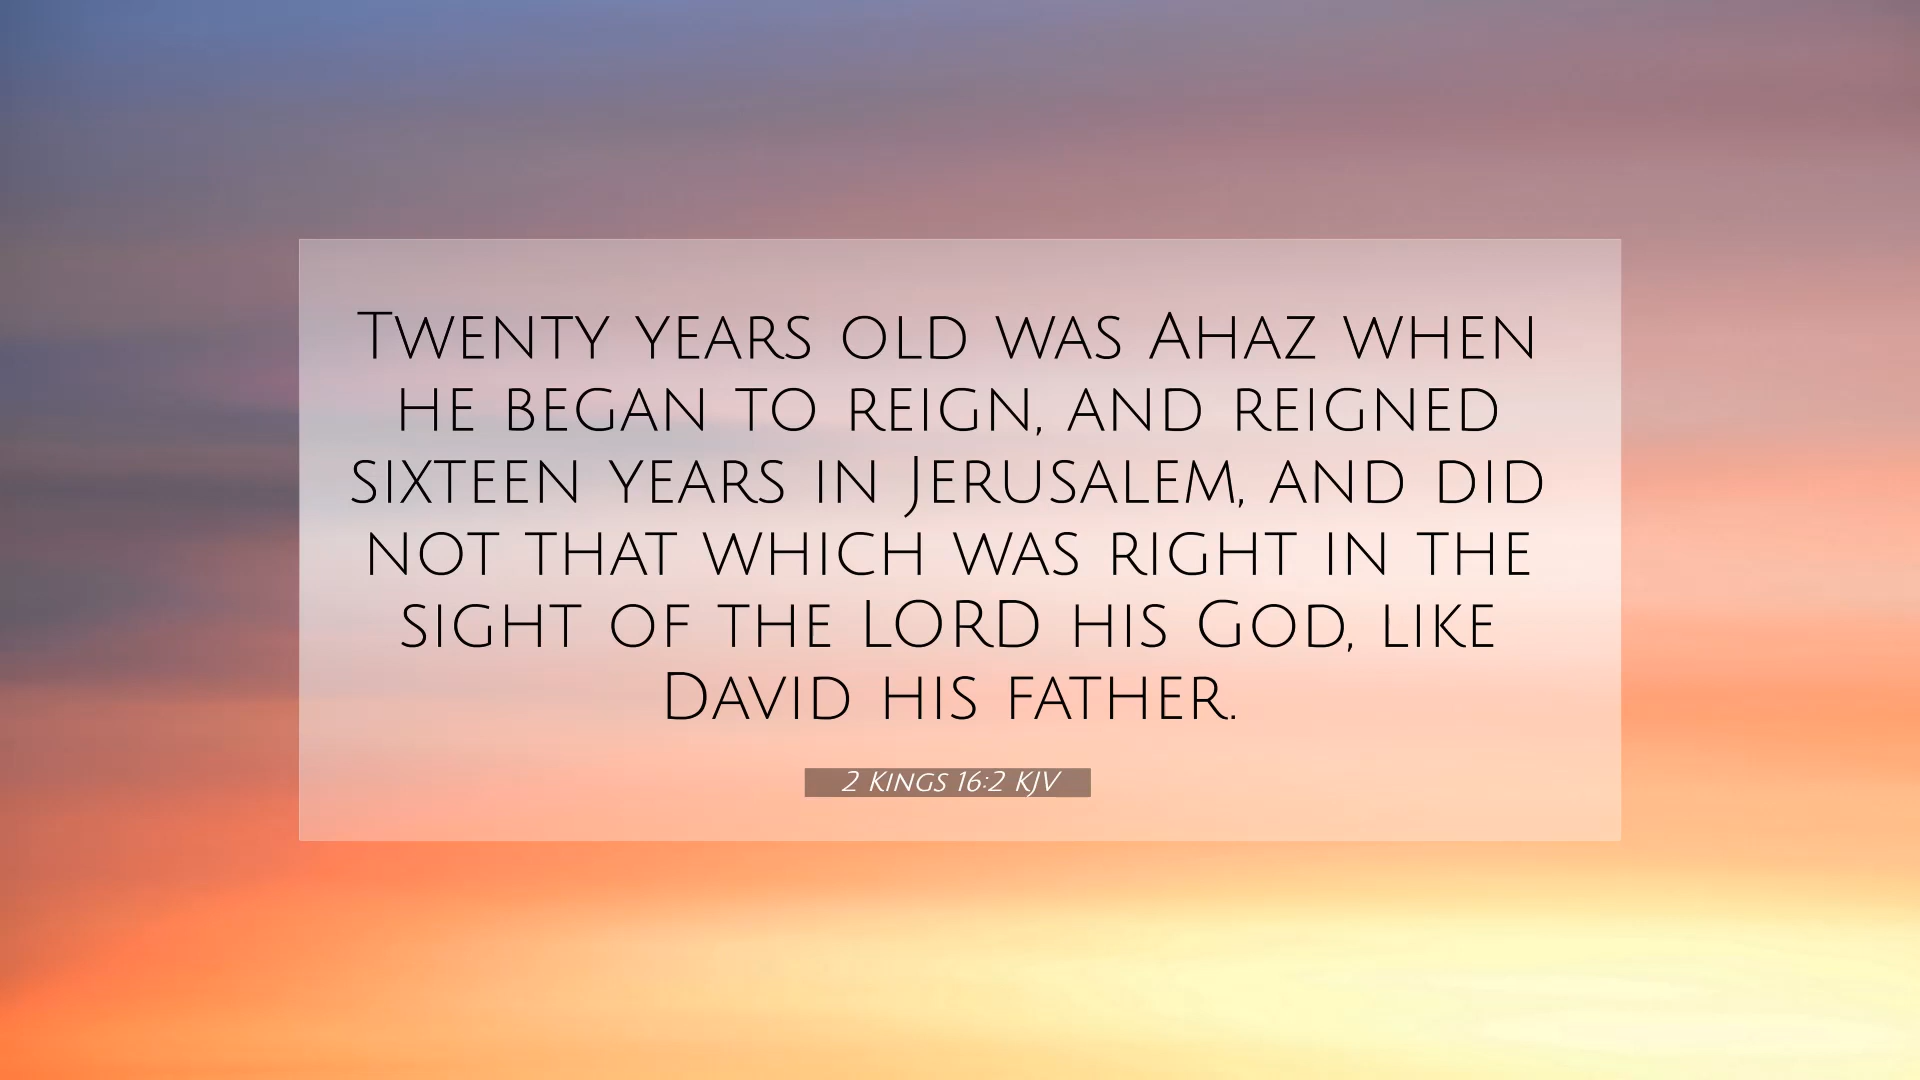 Twenty years old was Ahaz when
he began to reign, and reigned
sixteen years in Jerusalem, and did
not that which was right in the
sight of the LORD his God, like
David his father.
2 Kings 16:2 KJV